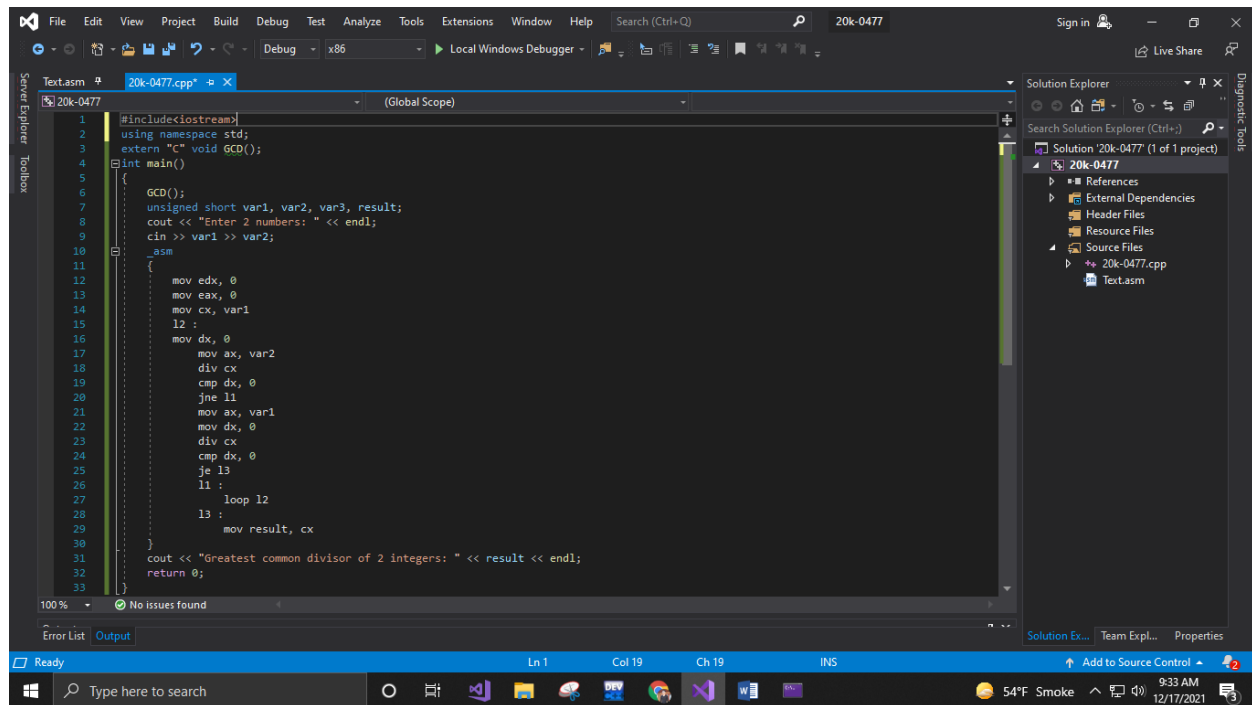 File Edit View Project Build Debug Test Analyze Tools Extensions Window Help Search (Ctrl+Q) 20k-0477 Sign in
Debug x86 Local Windows Debugger Live Share
Server Explorer
Toolbox
Text.asm 20k-0477.cpp*
20k-0477 (Global Scope)
1 #include<iostream>
2 using namespace std;
3 extern "C" void GCD();
4 int main()
5 {
6 GCD();
7 unsigned short var1, var2, var3, result;
8 cout << "Enter 2 numbers: " << endl;
9 cin >> var1 >> var2;
10 _asm
11 {
12 mov edx, 0
13 mov eax, 0
14 mov cx, var1
15 l2 :
16 mov dx, 0
17 mov ax, var2
18 div cx
19 cmp dx, 0
20 jne l1
21 mov ax, var1
22 mov dx, 0
23 div cx
24 cmp dx, 0
25 je l3
26 l1 :
27 loop l2
28 l3 :
29 mov result, cx
30 }
31 cout << "Greatest common divisor of 2 integers: " << result << endl;
32 return 0;
33 }
100 % No issues found
Error List Output
Solution Explorer
Search Solution Explorer (Ctrl+;)
Solution '20k-0477' (1 of 1 project)
20k-0477
References
External Dependencies
Header Files
Resource Files
Source Files
20k-0477.cpp
Text.asm
Solution Ex... Team Expl... Properties
Diagnostic Tools
Ready Ln 1 Col 19 Ch 19 INS Add to Source Control 2
Type here to search DEV 54°F Smoke 9:33 AM
12/17/2021 3